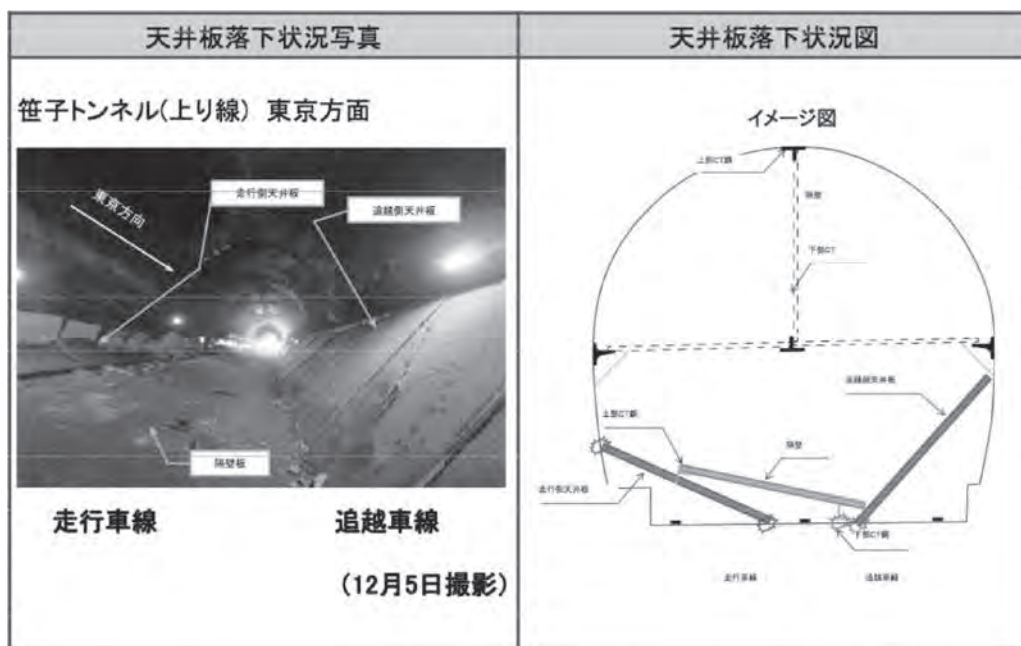 天井板落下状況写真
天井板落下状況図
笹子トンネル(上り線) 東京方面
東京方向
走行側天井板
追越側天井板
隔壁板
走行車線
追越車線
(12月5日撮影)
イメージ図
上部CT鋼
隔壁
下部CT
追越側天井板
上部CT鋼
隔壁
走行側天井板
下部CT鋼
走行車線
追越車線